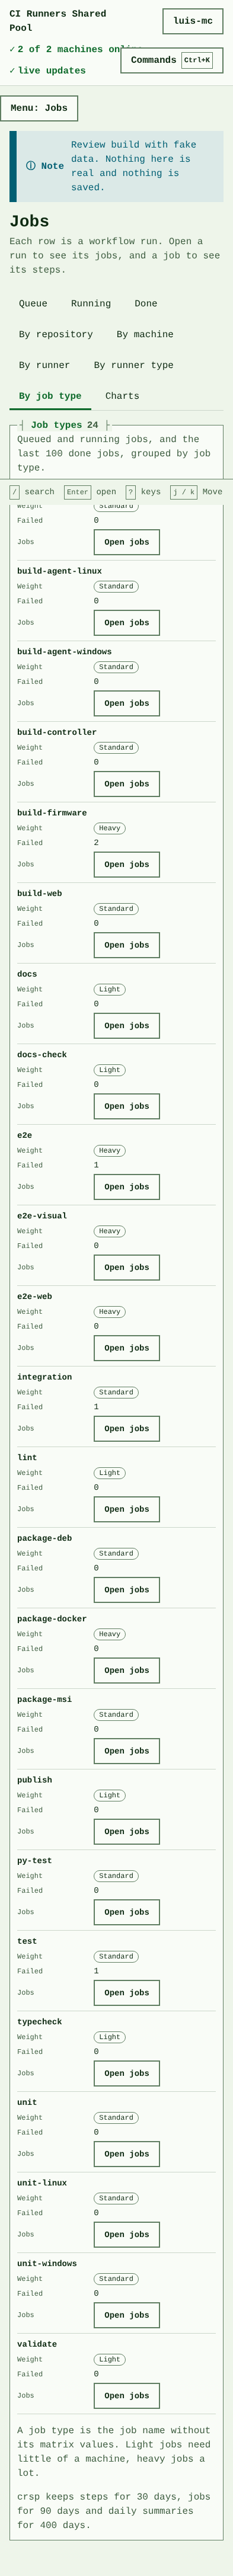 CI Runners Shared
Pool
luis-mc
✓ 2 of 2 machines
Commands Ctrl+K
✓ live updates
Menu: Jobs
ⓘ Note
Review build with fake
data. Nothing here is
real and nothing is
saved.
Jobs
Each row is a workflow run. Open a
run to see its jobs, and a job to see
its steps.
Queue Running Done
By repository By machine
By runner By runner type
By job type Charts
Job types 24
Queued and running jobs, and the
last 100 done jobs, grouped by job
type.
/ search Enter open ? keys j / k Move
Weight Standard
Failed 0
Jobs Open jobs
build-agent-linux
Weight Standard
Failed 0
Jobs Open jobs
build-agent-windows
Weight Standard
Failed 0
Jobs Open jobs
build-controller
Weight Standard
Failed 0
Jobs Open jobs
build-firmware
Weight Heavy
Failed 2
Jobs Open jobs
build-web
Weight Standard
Failed 0
Jobs Open jobs
docs
Weight Light
Failed 0
Jobs Open jobs
docs-check
Weight Light
Failed 0
Jobs Open jobs
e2e
Weight Heavy
Failed 1
Jobs Open jobs
e2e-visual
Weight Heavy
Failed 0
Jobs Open jobs
e2e-web
Weight Heavy
Failed 0
Jobs Open jobs
integration
Weight Standard
Failed 1
Jobs Open jobs
lint
Weight Light
Failed 0
Jobs Open jobs
package-deb
Weight Standard
Failed 0
Jobs Open jobs
package-docker
Weight Heavy
Failed 0
Jobs Open jobs
package-msi
Weight Standard
Failed 0
Jobs Open jobs
publish
Weight Light
Failed 0
Jobs Open jobs
py-test
Weight Standard
Failed 0
Jobs Open jobs
test
Weight Standard
Failed 1
Jobs Open jobs
typecheck
Weight Light
Failed 0
Jobs Open jobs
unit
Weight Standard
Failed 0
Jobs Open jobs
unit-linux
Weight Standard
Failed 0
Jobs Open jobs
unit-windows
Weight Standard
Failed 0
Jobs Open jobs
validate
Weight Light
Failed 0
Jobs Open jobs
A job type is the job name without
its matrix values. Light jobs need
little of a machine, heavy jobs a
lot.
crsp keeps steps for 30 days, jobs
for 90 days and daily summaries
for 400 days.